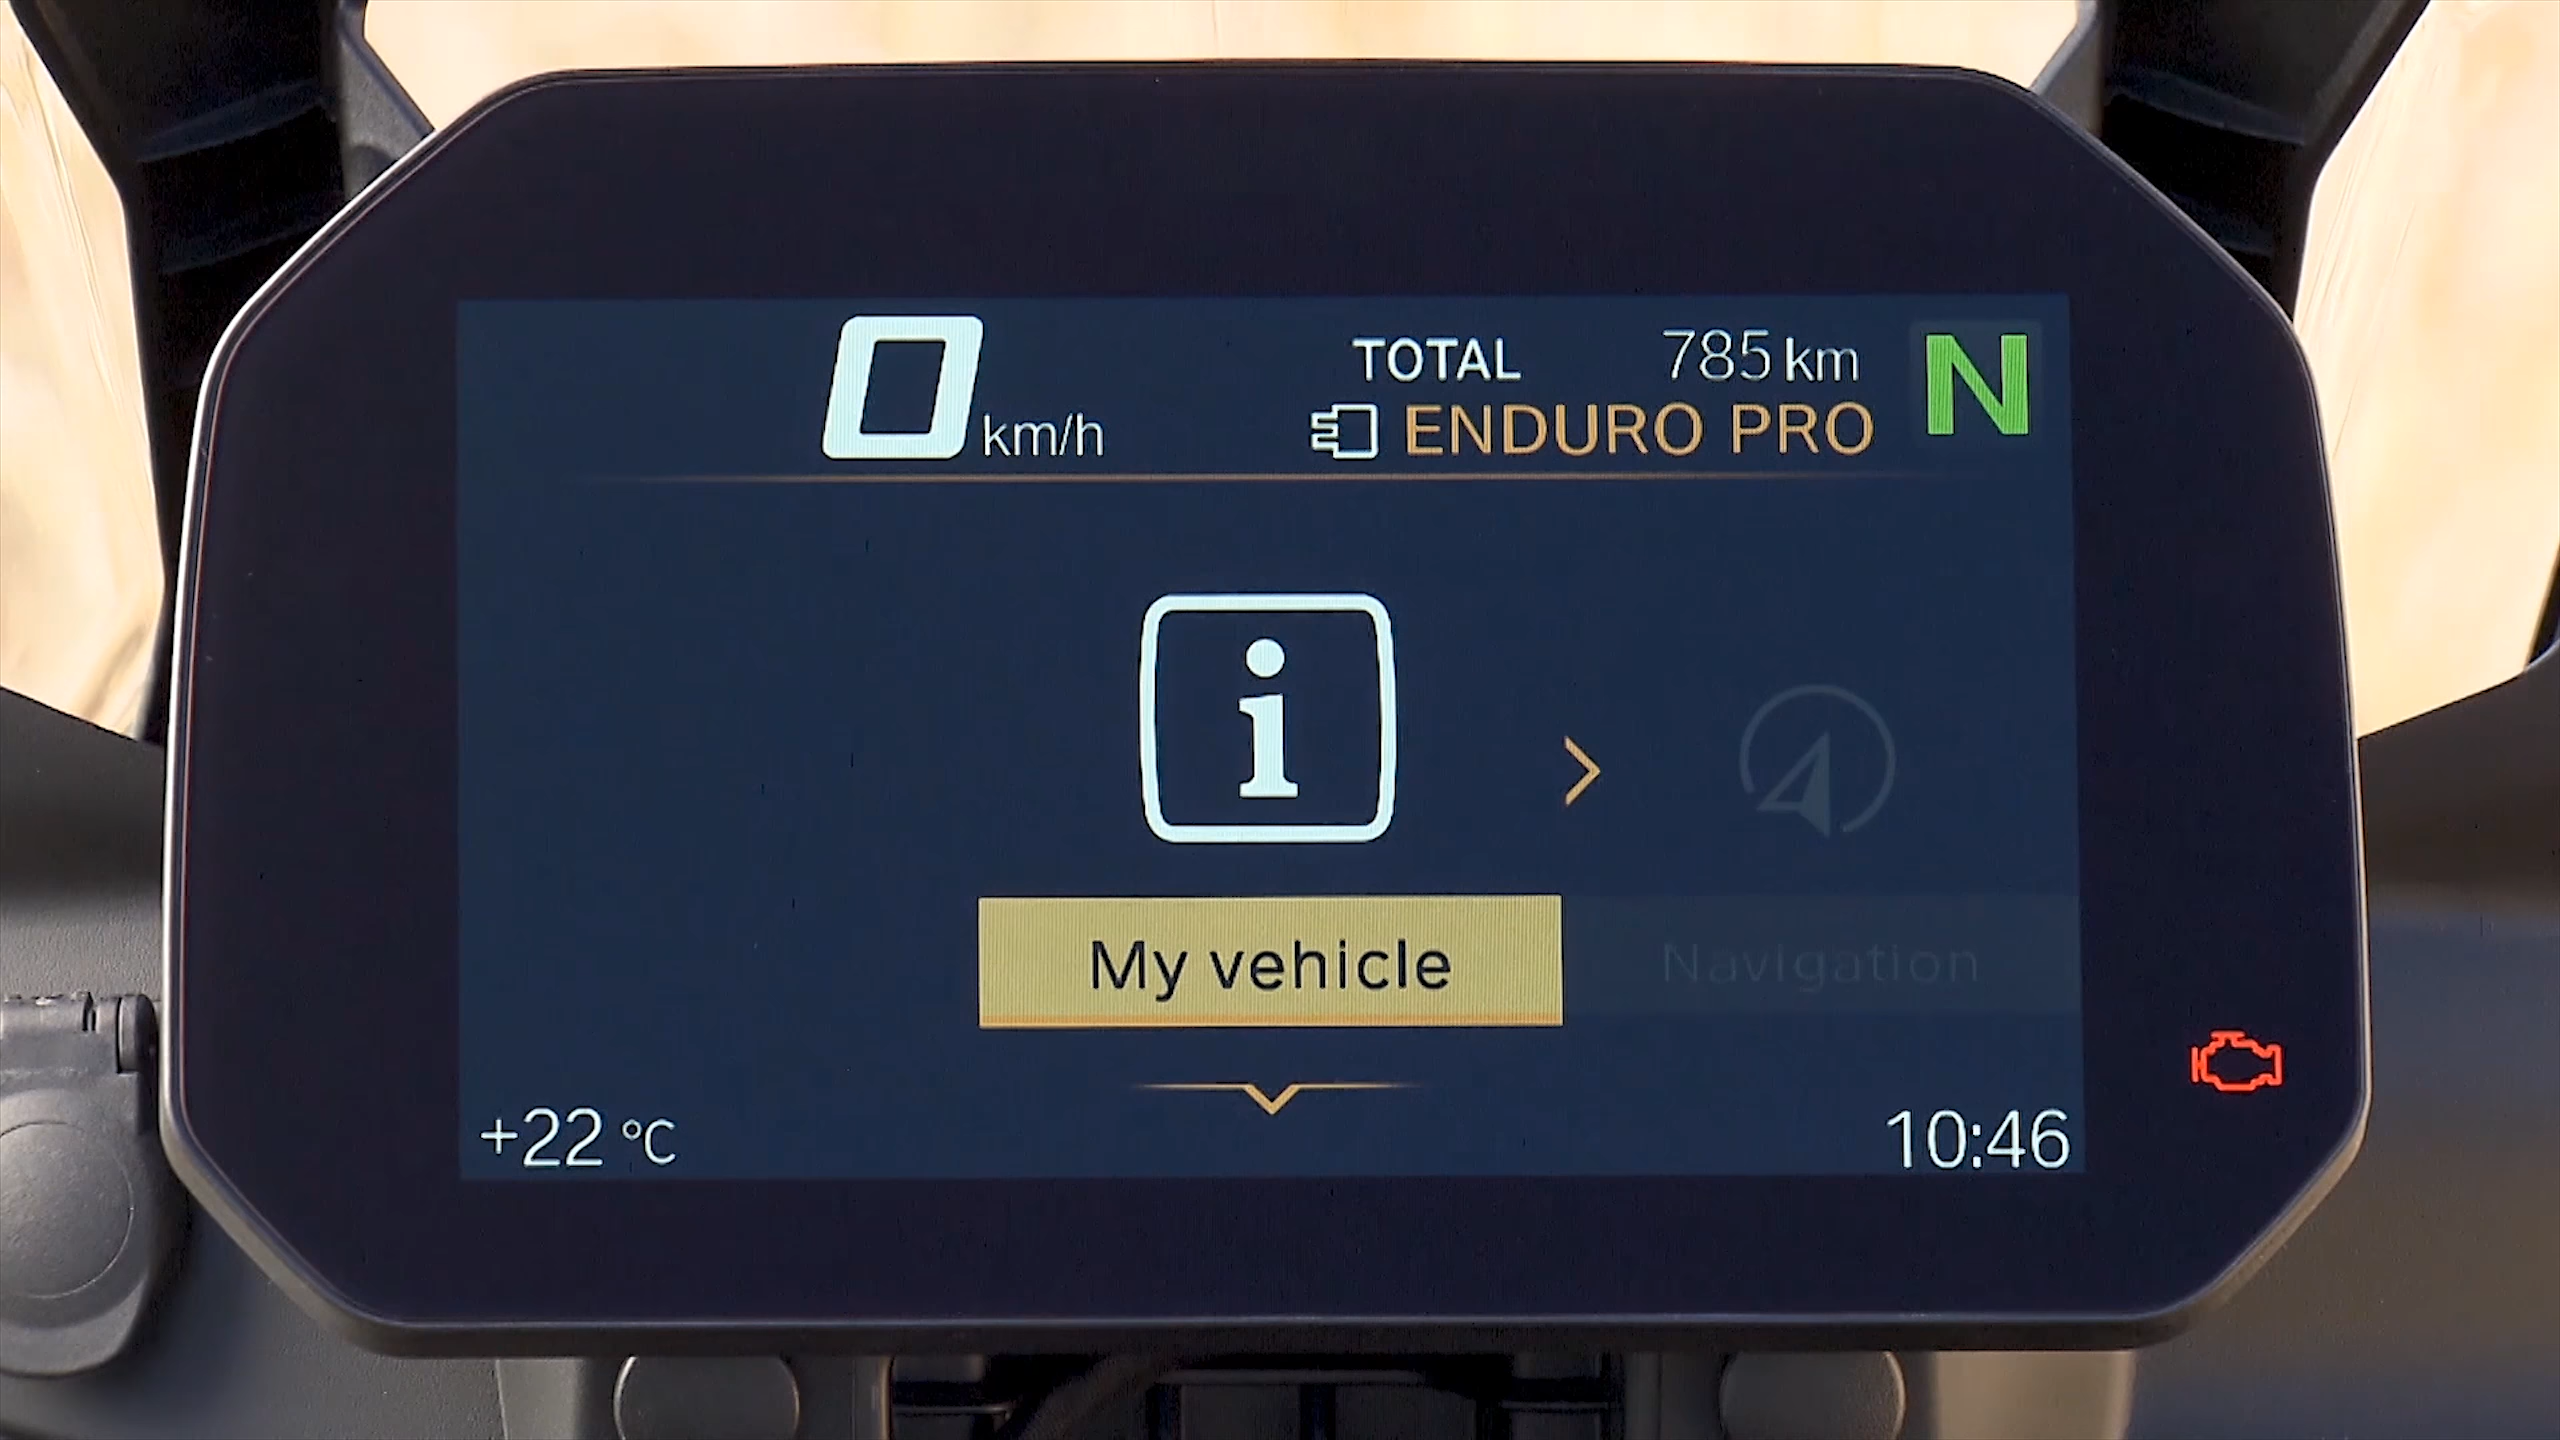 0 km/h
TOTAL 785 km
ENDURO PRO
N
i
My vehicle
Navigation
+22 °C
10:46